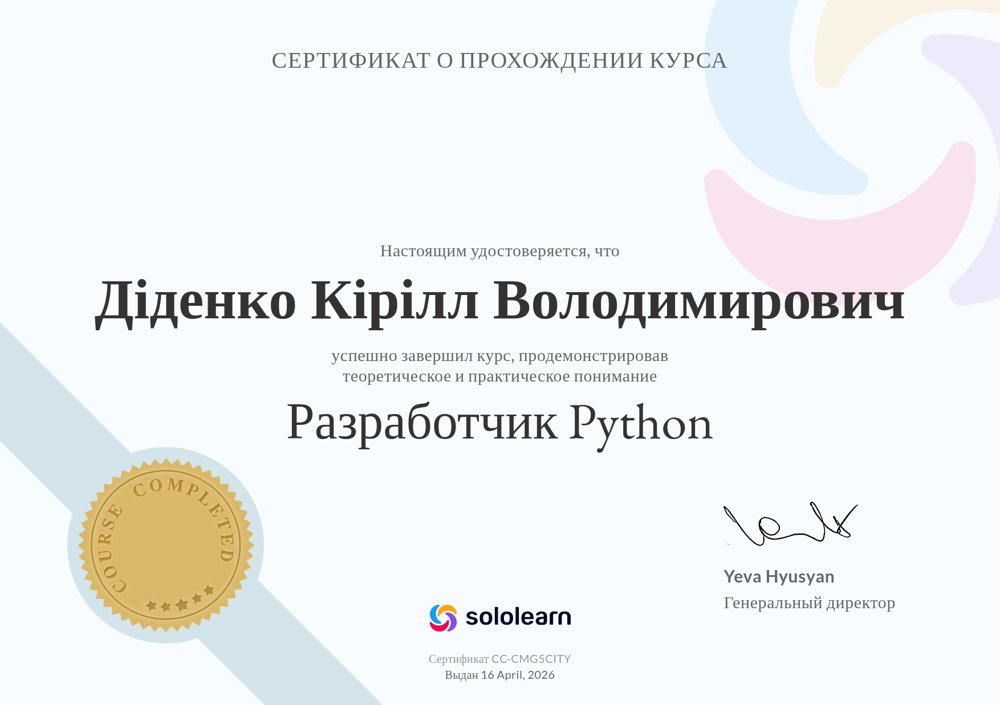 СЕРТИФИКАТ О ПРОХОЖДЕНИИ КУРСА
Настоящим удостоверяется, что
Діденко Кірілл Володимирович
успешно завершил курс, продемонстрировав
теоретическое и практическое понимание
Разработчик Python
COURSE COMPLETED
Yeva Hyusyan
Генеральный директор
sololearn
Сертификат CC-CMG5CITY
Выдан 16 April, 2026